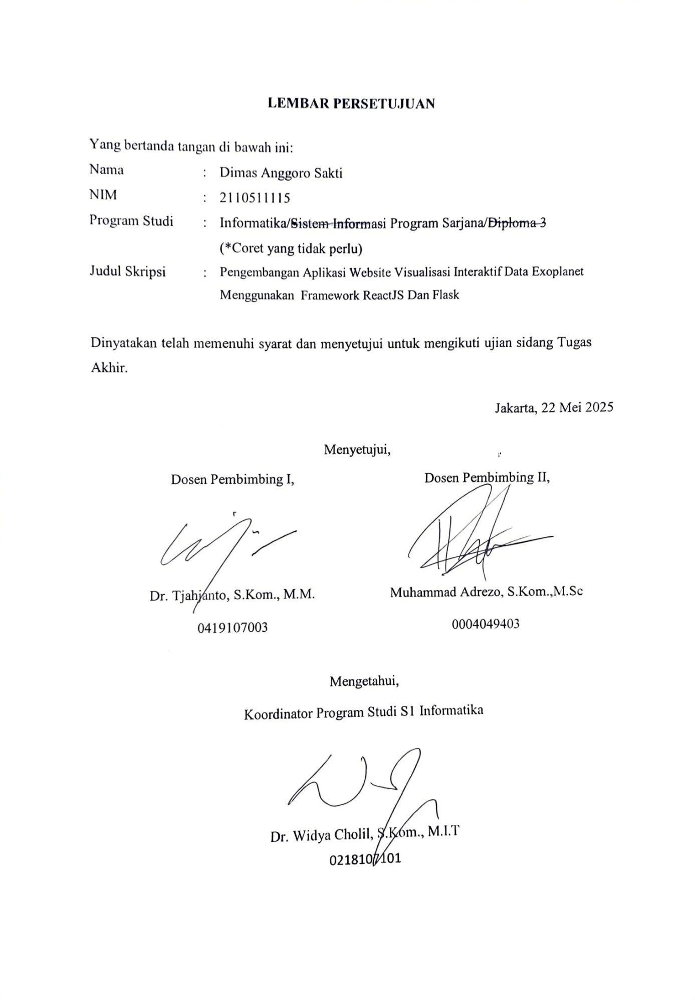 LEMBAR PERSETUJUAN
Yang bertanda tangan di bawah ini:
Nama : Dimas Anggoro Sakti
NIM : 2110511115
Program Studi : Informatika/Sistem Informasi Program Sarjana/Diploma 3
(*Coret yang tidak perlu)
Judul Skripsi : Pengembangan Aplikasi Website Visualisasi Interaktif Data Exoplanet
Menggunakan Framework ReactJS Dan Flask
Dinyatakan telah memenuhi syarat dan menyetujui untuk mengikuti ujian sidang Tugas
Akhir.
Jakarta, 22 Mei 2025
Menyetujui,
Dosen Pembimbing I,
Dr. Tjahjanto, S.Kom., M.M.
0419107003
Dosen Pembimbing II,
Muhammad Adrezo, S.Kom.,M.Sc
0004049403
Mengetahui,
Koordinator Program Studi S1 Informatika
Dr. Widya Cholil, S.Kom., M.I.T
0218107101